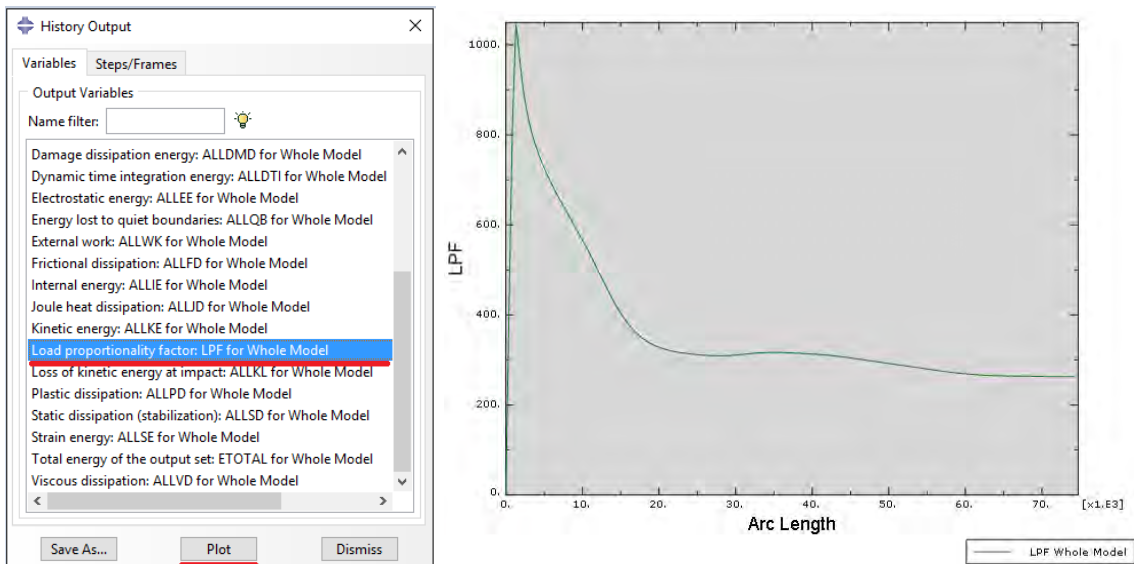 History Output
Variables
Steps/Frames
Output Variables
Name filter:
Damage dissipation energy: ALLDMD for Whole Model
Dynamic time integration energy: ALLDTI for Whole Model
Electrostatic energy: ALLEE for Whole Model
Energy lost to quiet boundaries: ALLQB for Whole Model
External work: ALLWK for Whole Model
Frictional dissipation: ALLFD for Whole Model
Internal energy: ALLIE for Whole Model
Joule heat dissipation: ALLJD for Whole Model
Kinetic energy: ALLKE for Whole Model
Load proportionality factor: LPF for Whole Model
Loss of kinetic energy at impact: ALLKL for Whole Model
Plastic dissipation: ALLPD for Whole Model
Static dissipation (stabilization): ALLSD for Whole Model
Strain energy: ALLSE for Whole Model
Total energy of the output set: ETOTAL for Whole Model
Viscous dissipation: ALLVD for Whole Model
Save As...
Plot
Dismiss
1000.
800.
600.
400.
200.
0.
LPF
0.
10.
20.
30.
40.
50.
60.
70.
[x1.E3]
Arc Length
LPF Whole Model